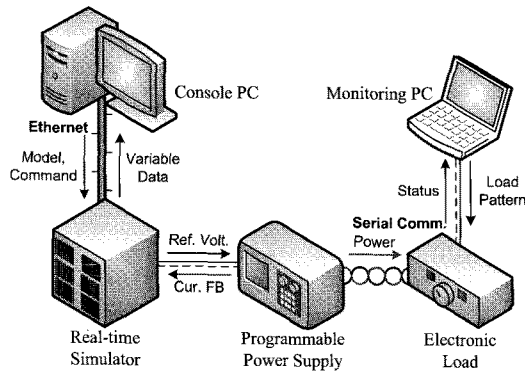 Console PC
Monitoring PC
Ethernet
Model,
Command
Variable
Data
Status
Load
Pattern
Ref. Volt.
Cur. FB
Serial Comm.
Power
Real-time
Simulator
Programmable
Power Supply
Electronic
Load